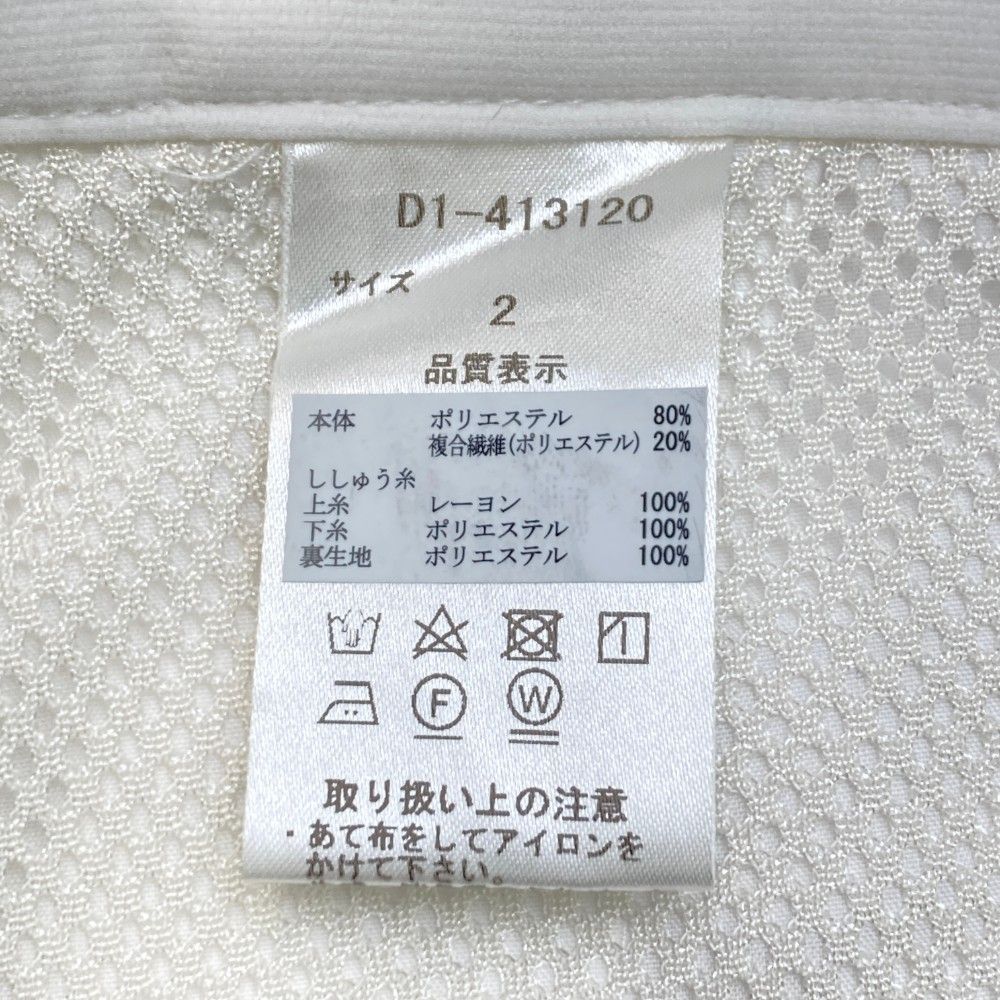 D1-413120
サイズ
2
品質表示
本体 ポリエステル 80%
複合繊維(ポリエステル) 20%
ししゅう糸
上糸 レーヨン 100%
下糸 ポリエステル 100%
裏生地 ポリエステル 100%
1
F W
取り扱い上の注意
・あて布をしてアイロンを
かけて下さい。